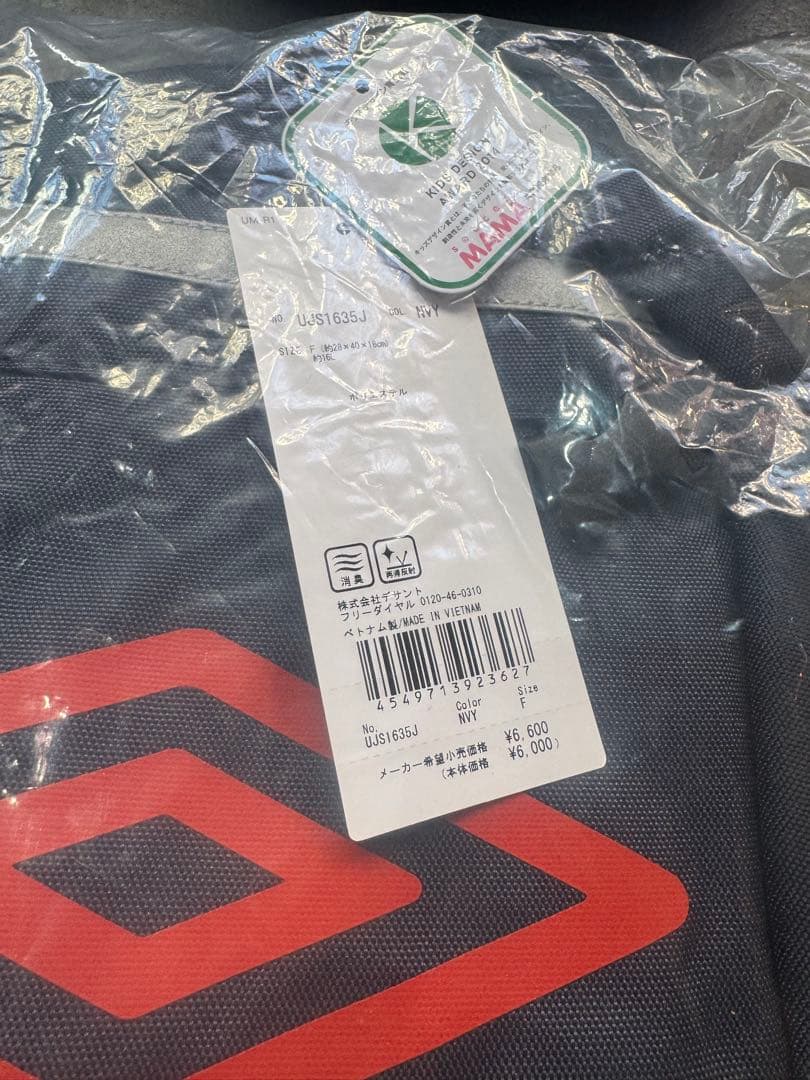 KIDS DESIGN
AWARD 2014
MAMA
UM R1
NO. UJS1635J COL. NVY
SIZE F (約28×40×16cm)
約16L
ポリエステル
消臭
再帰反射
株式会社デサント
フリーダイヤル 0120-46-0310
ベトナム製/MADE IN VIETNAM
4549713923627
No. Color Size
UJS1635J NVY F
メーカー希望小売価格 ¥6,600
(本体価格 ¥6,000)